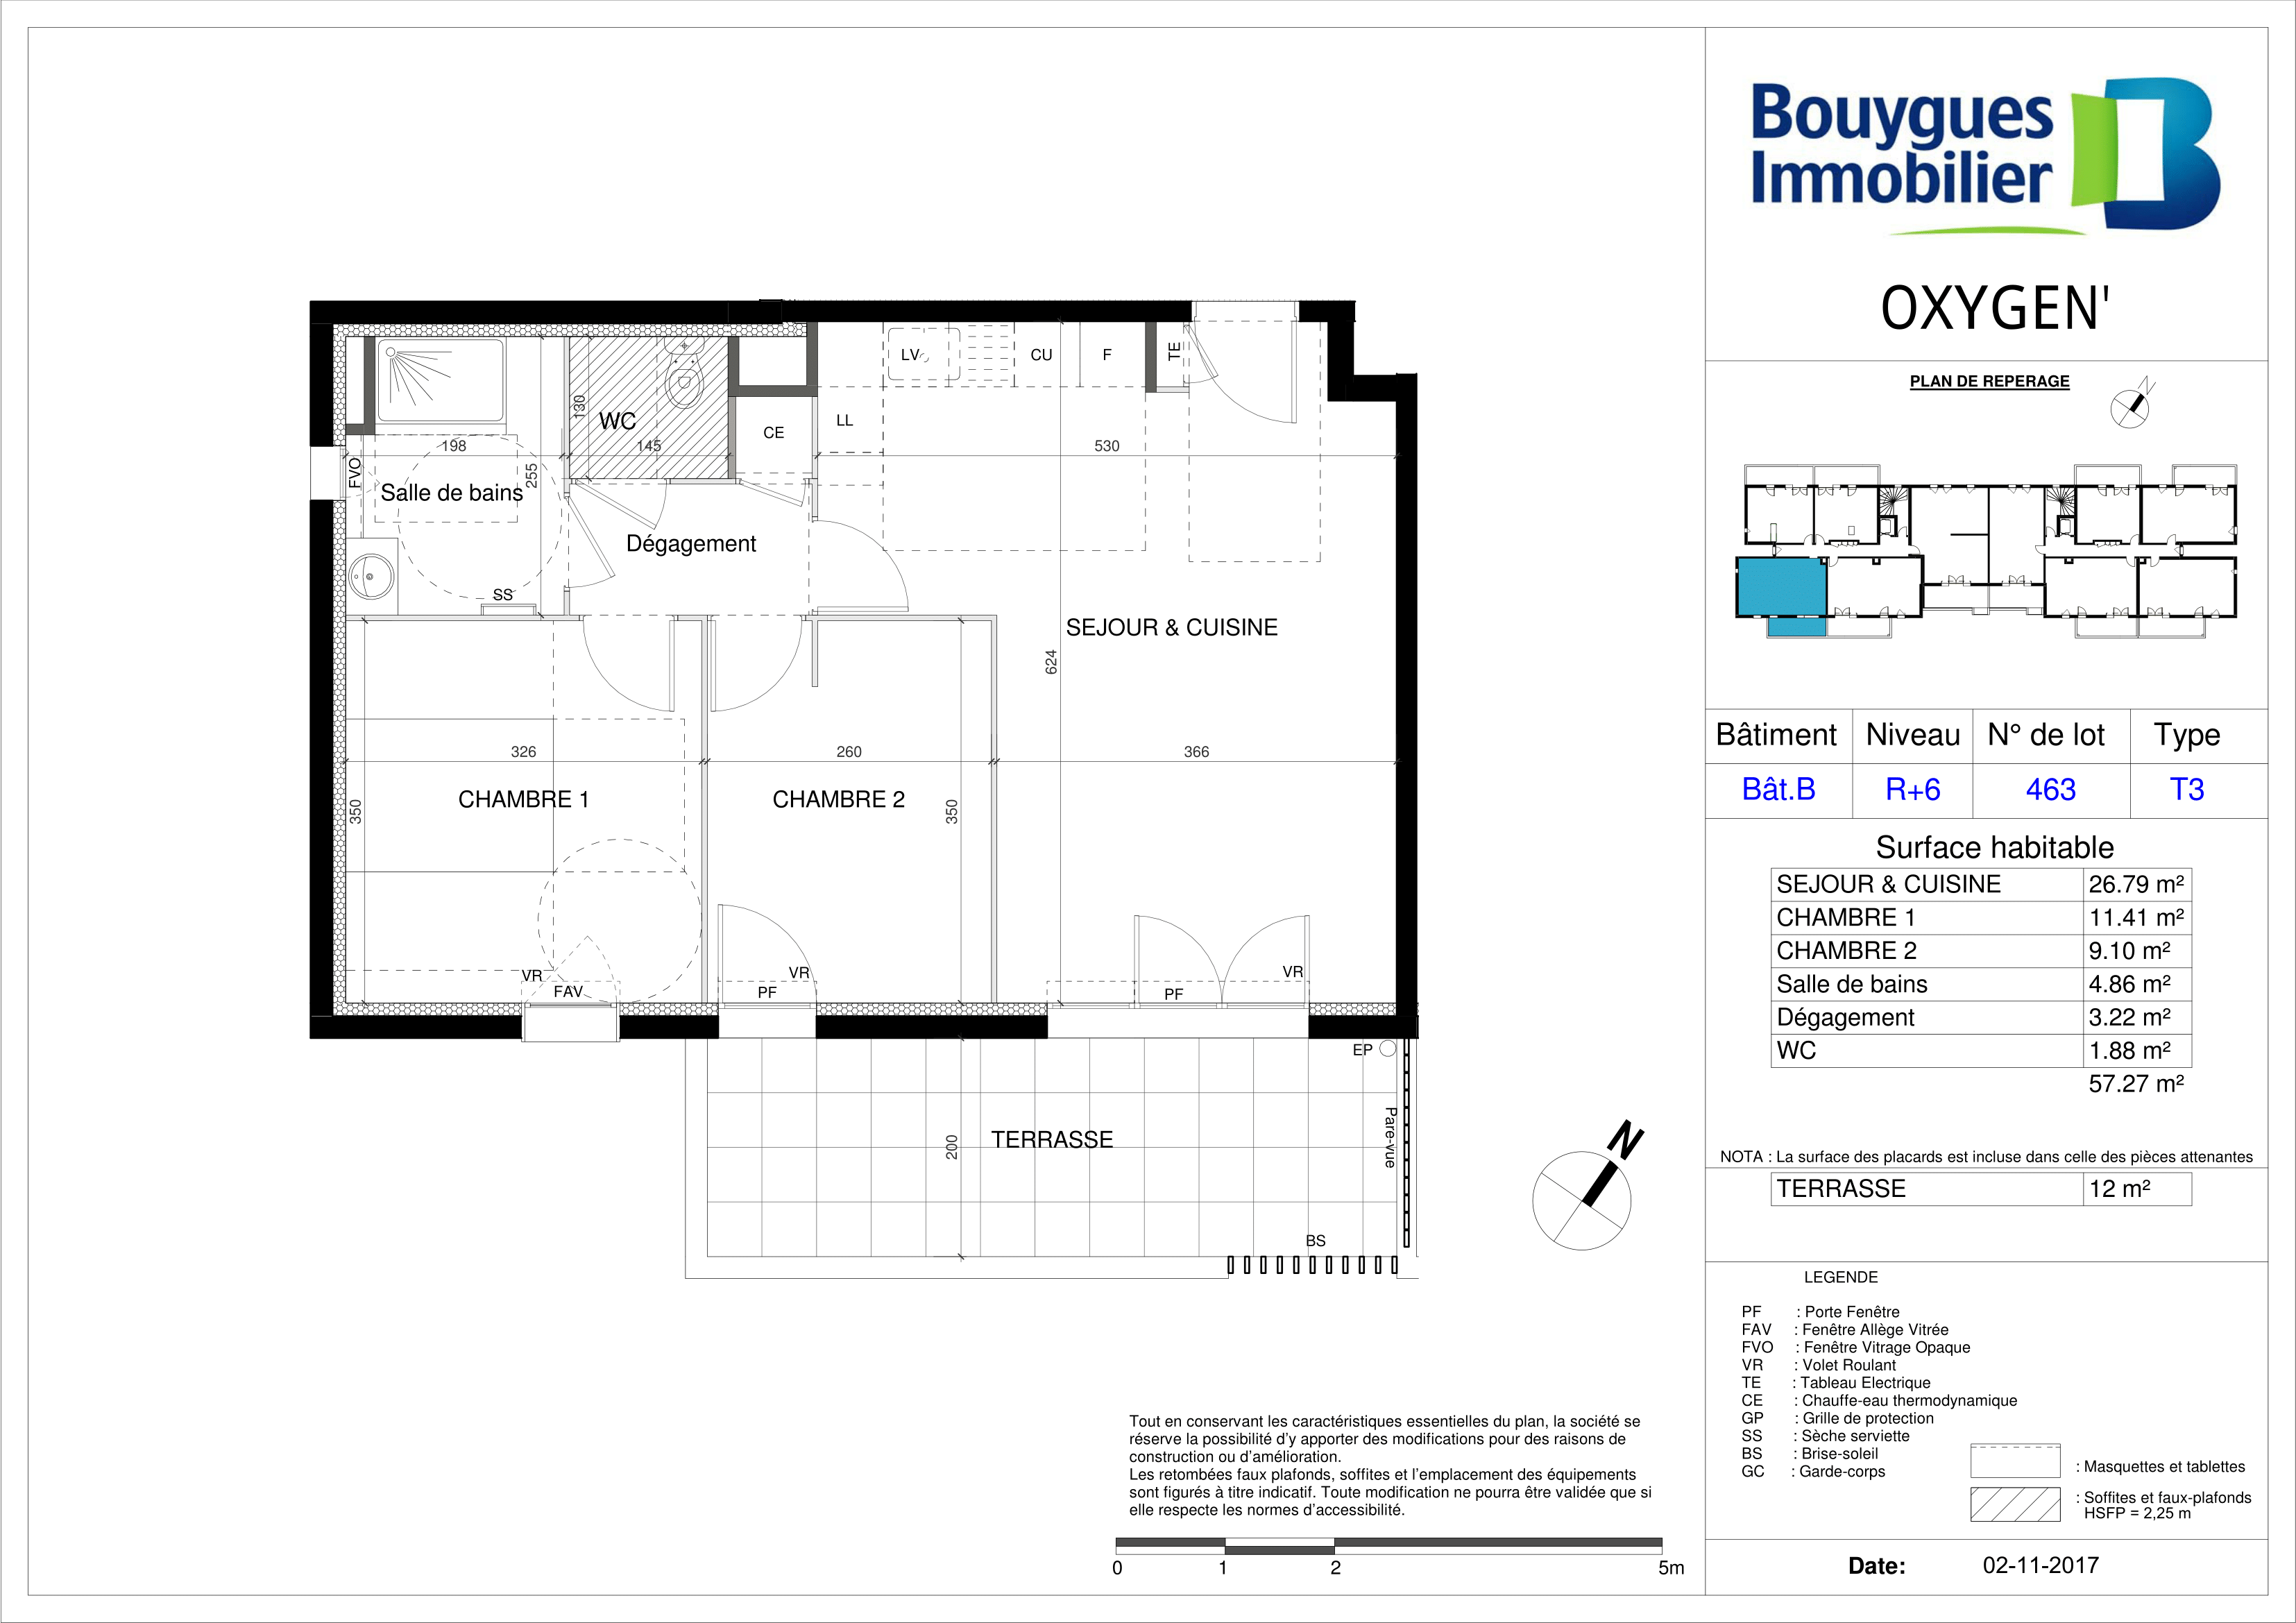 Bouygues
Immobilier
OXYGEN'
PLAN DE REPERAGE
N
Bâtiment Niveau N° de lot Type
Bât.B R+6 463 T3
Surface habitable
SEJOUR & CUISINE 26.79 m²
CHAMBRE 1 11.41 m²
CHAMBRE 2 9.10 m²
Salle de bains 4.86 m²
Dégagement 3.22 m²
WC 1.88 m²
57.27 m²
NOTA : La surface des placards est incluse dans celle des pièces attenantes
TERRASSE 12 m²
LEGENDE
PF : Porte Fenêtre
FAV : Fenêtre Allège Vitrée
FVO : Fenêtre Vitrage Opaque
VR : Volet Roulant
TE : Tableau Electrique
CE : Chauffe-eau thermodynamique
GP : Grille de protection
SS : Sèche serviette
BS : Brise-soleil
GC : Garde-corps
: Masquettes et tablettes
: Soffites et faux-plafonds
HSFP = 2,25 m
Date: 02-11-2017
LV
CU
F
TE
130
WC
LL
CE
198
145
530
FVO
255
Salle de bains
Dégagement
SS
SEJOUR & CUISINE
624
326
260
366
CHAMBRE 1
CHAMBRE 2
350
350
VR
FAV
VR
PF
VR
PF
EP
Pare-vue
200
TERRASSE
BS
N
Tout en conservant les caractéristiques essentielles du plan, la société se
réserve la possibilité d'y apporter des modifications pour des raisons de
construction ou d'amélioration.
Les retombées faux plafonds, soffites et l'emplacement des équipements
sont figurés à titre indicatif. Toute modification ne pourra être validée que si
elle respecte les normes d'accessibilité.
0 1 2 5m